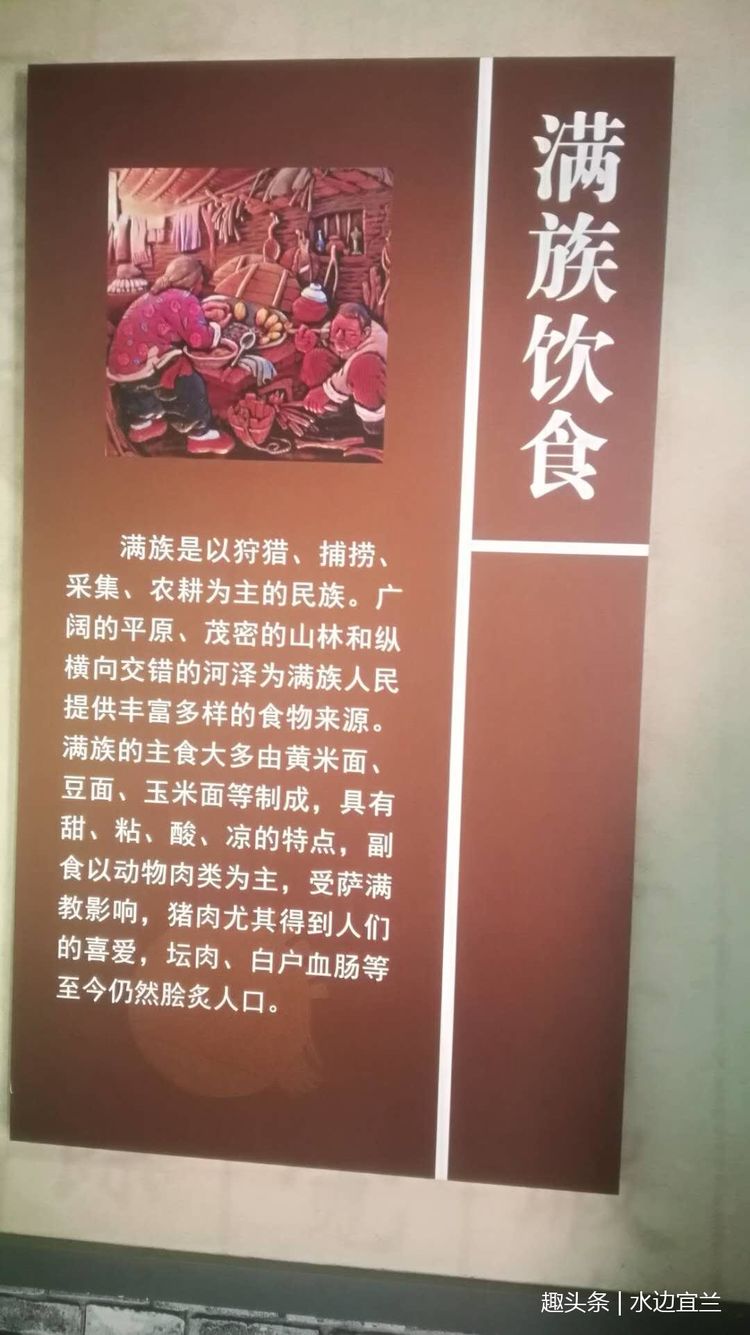 满族饮食
满族是以狩猎、捕捞、
采集、农耕为主的民族。广
阔的平原、茂密的山林和纵
横向交错的河泽为满族人民
提供丰富多样的食物来源。
满族的主食大多由黄米面、
豆面、玉米面等制成，具有
甜、粘、酸、凉的特点，副
食以动物肉类为主，受萨满
教影响，猪肉尤其得到人们
的喜爱，坛肉、白户血肠等
至今仍然脍炙人口。
趣头条 | 水边宜兰